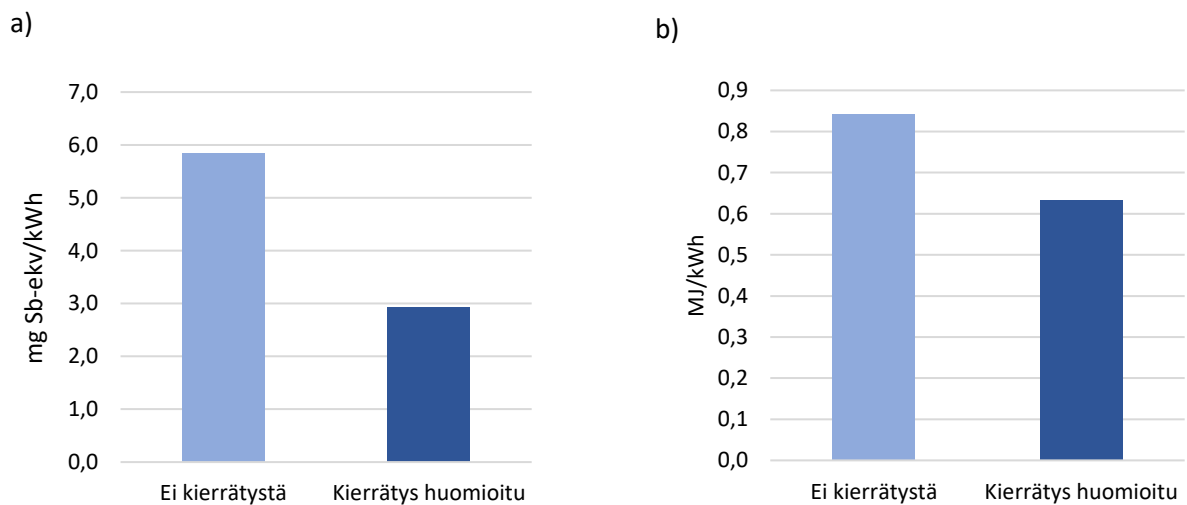 a)
7,0
6,0
5,0
4,0
3,0
2,0
1,0
0,0
mg Sb-ekv/kWh
Ei kierrätystä
Kierrätys huomioitu
b)
0,9
0,8
0,7
0,6
0,5
0,4
0,3
0,2
0,1
0,0
MJ/kWh
Ei kierrätystä
Kierrätys huomioitu